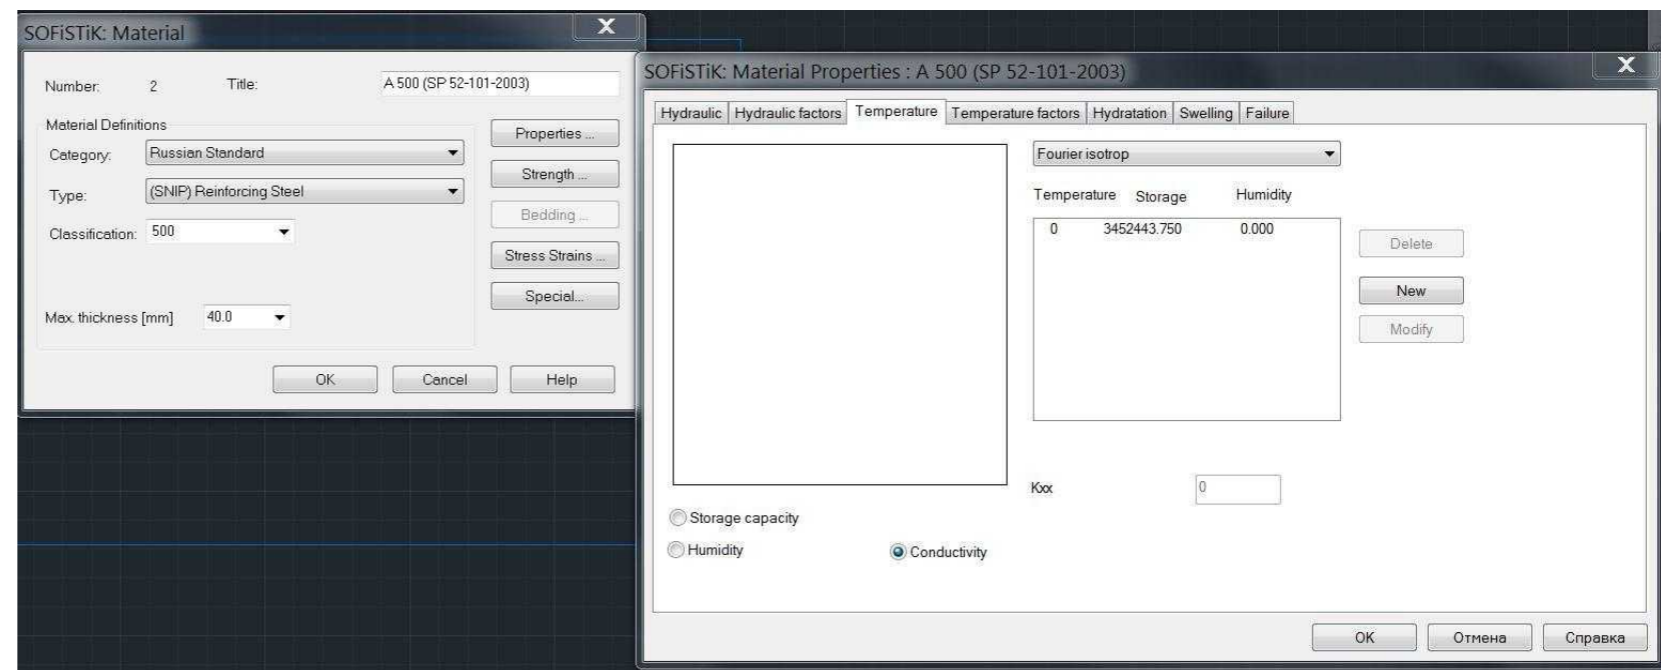 SOFiSTiK: Material
X
Number: 2 Title: A 500 (SP 52-101-2003)
Material Definitions
Category: Russian Standard
Type: (SNIP) Reinforcing Steel
Classification: 500
Max. thickness [mm] 40.0
Properties ...
Strength ...
Bedding ...
Stress Strains ...
Special...
OK Cancel Help
SOFiSTiK: Material Properties : A 500 (SP 52-101-2003)
X
Hydraulic Hydraulic factors Temperature Temperature factors Hydratation Swelling Failure
Fourier isotrop
Temperature Storage Humidity
0 3452443.750 0.000
Delete
New
Modify
Kxx 0
Storage capacity
Humidity Conductivity
OK Отмена Справка